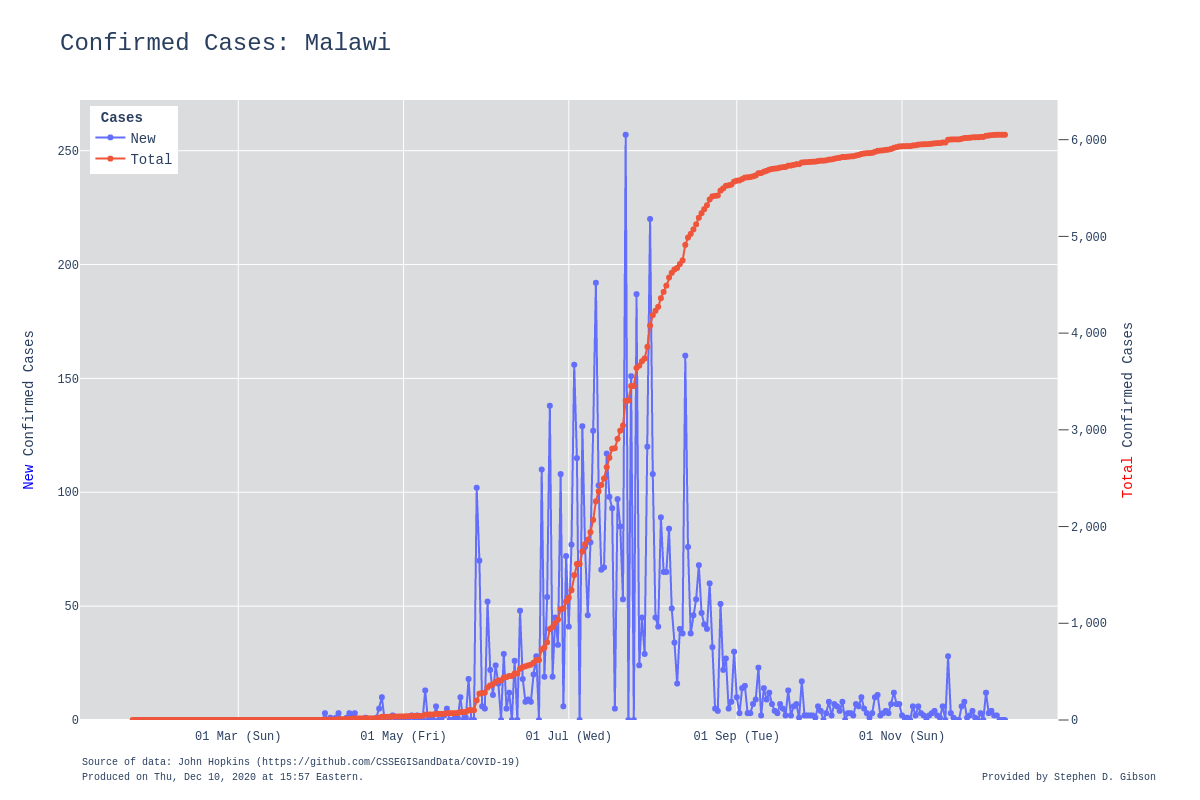 Confirmed Cases: Malawi
Cases
New
Total
250
200
150
100
50
0
6,000
5,000
4,000
3,000
2,000
1,000
0
New Confirmed Cases
Total Confirmed Cases
01 Mar (Sun)
01 May (Fri)
01 Jul (Wed)
01 Sep (Tue)
01 Nov (Sun)
Source of data: John Hopkins (https://github.com/CSSEGISandData/COVID-19)
Produced on Thu, Dec 10, 2020 at 15:57 Eastern.
Provided by Stephen D. Gibson